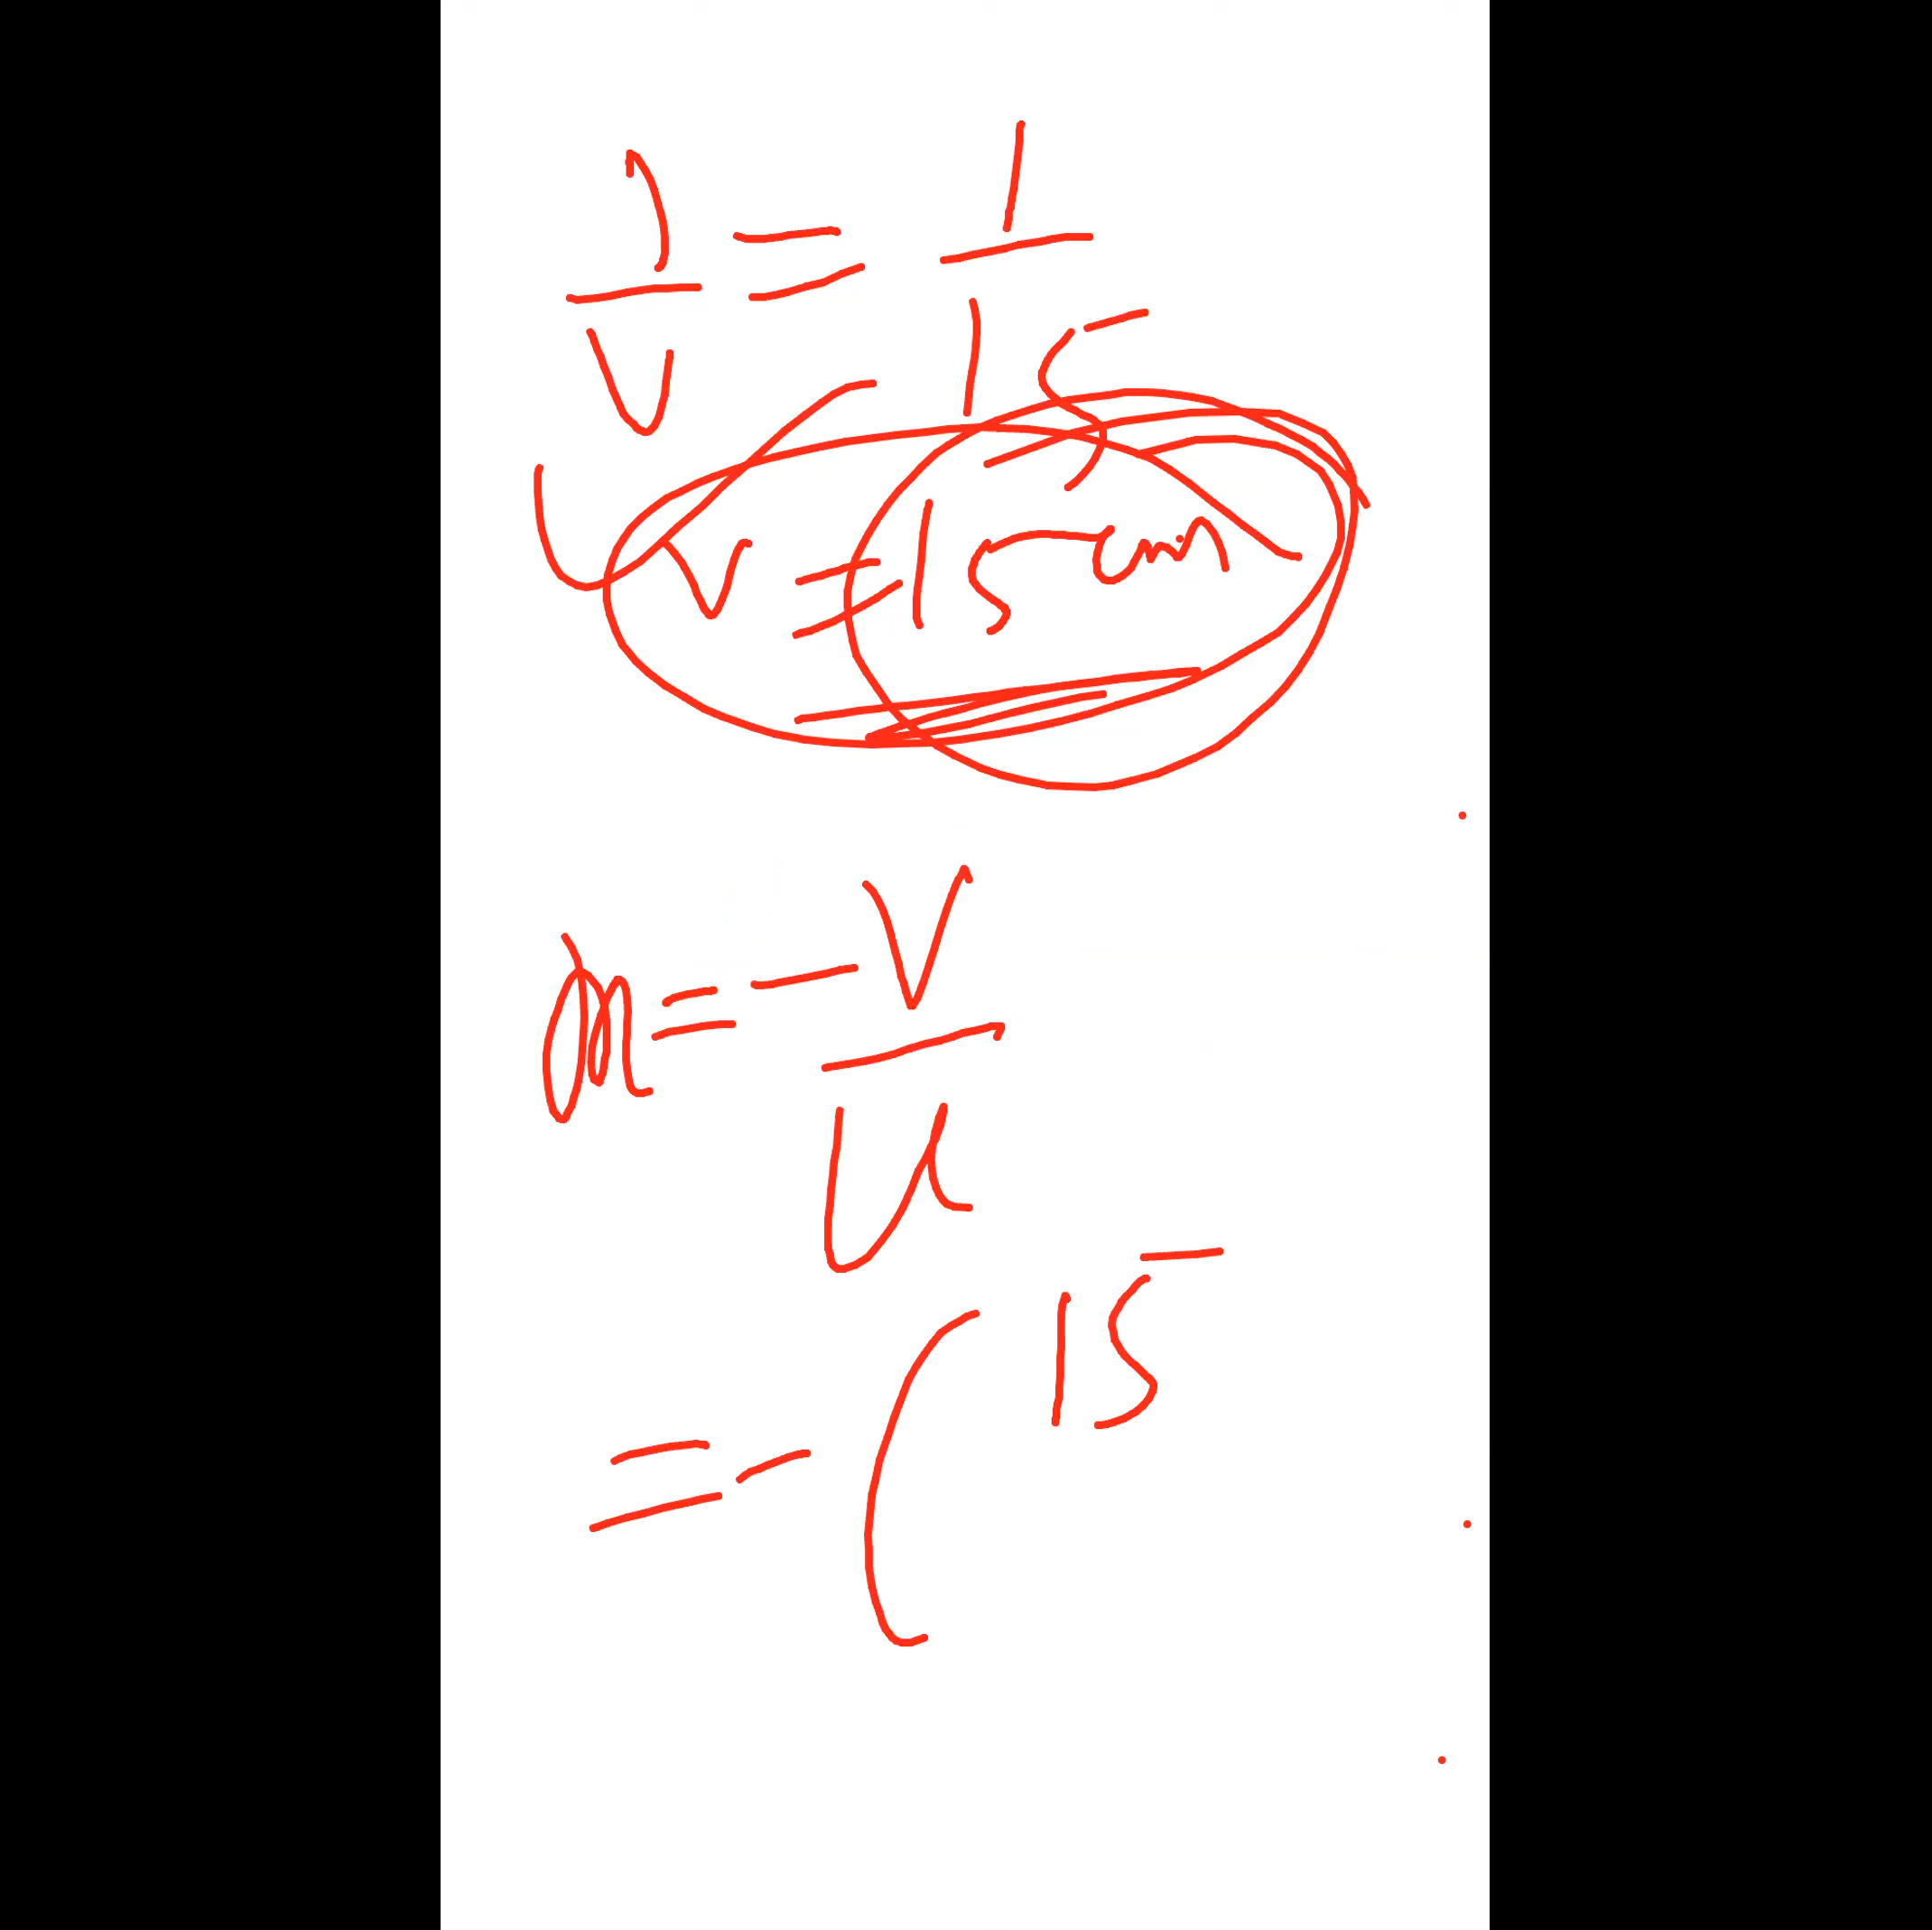 1/v = 1/15
v = 15 cm
m = -v/u
= -( 15